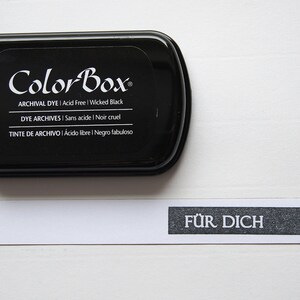 ColorBox®
ARCHIVAL DYE | Acid Free | Wicked Black
DYE ARCHIVES | Sans acide | Noir cruel
TINTE DE ARCHIVO | Ácido libre | Negro fabuloso
FÜR DICH